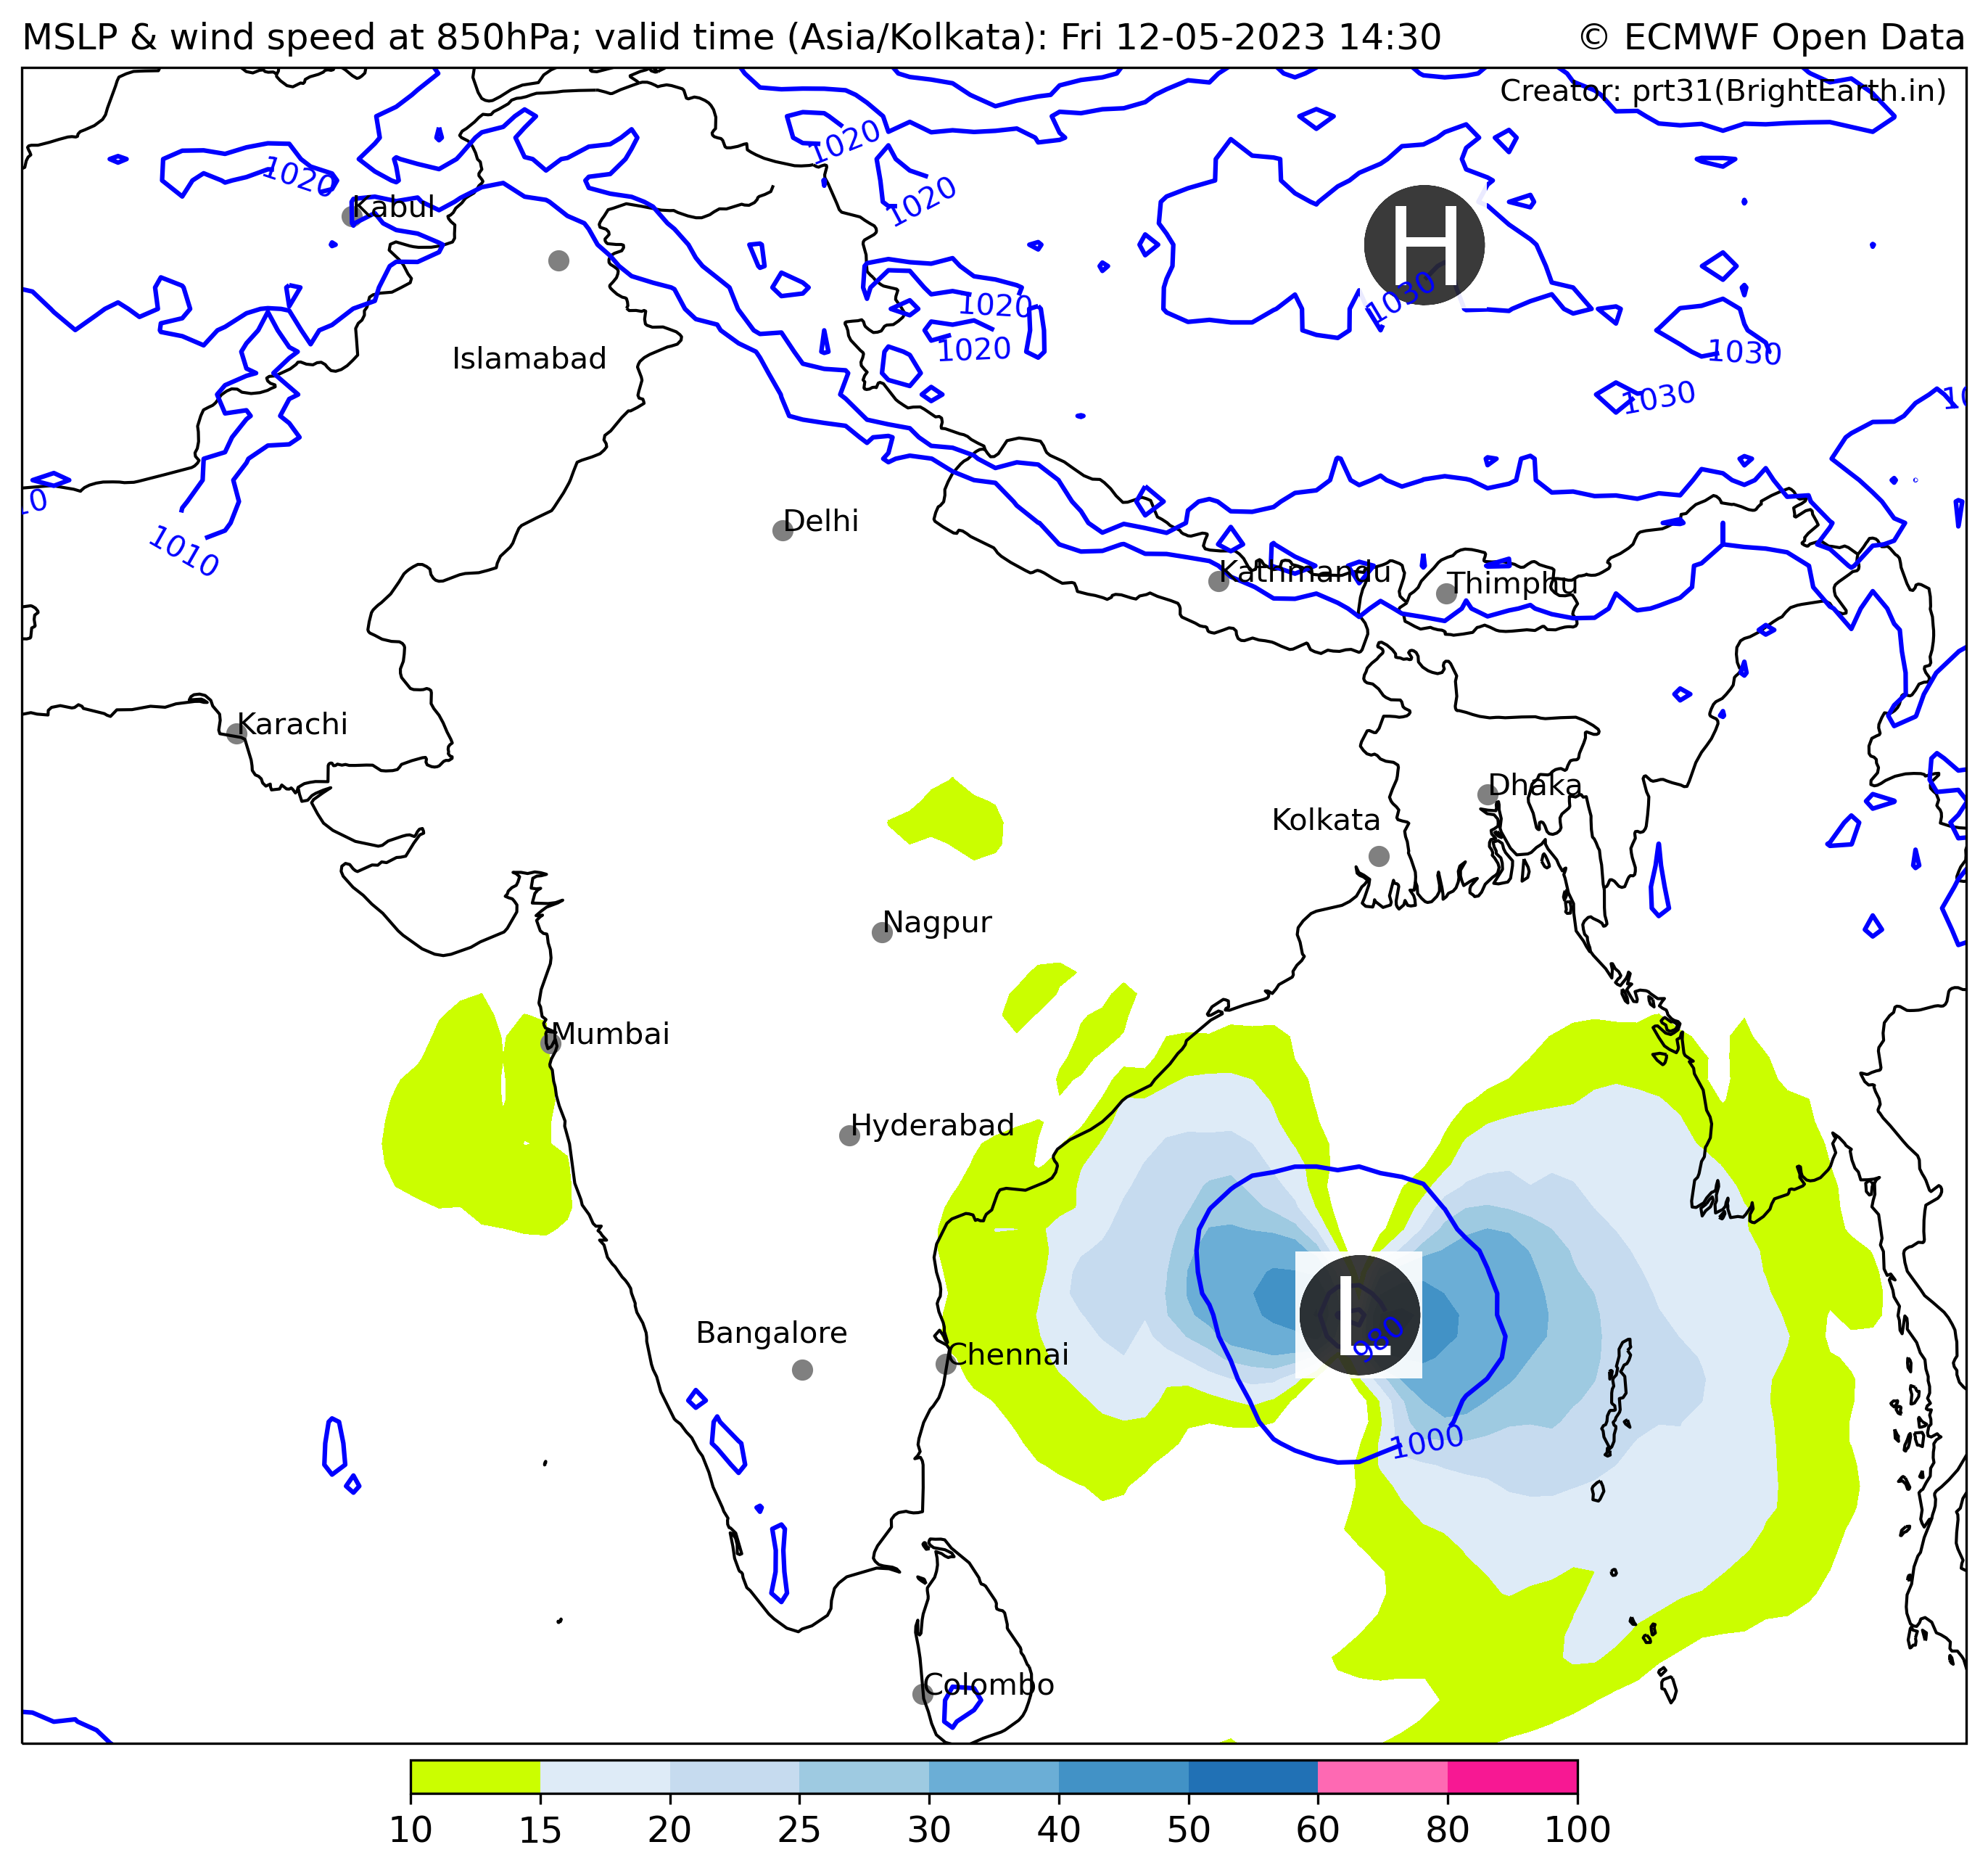 MSLP & wind speed at 850hPa; valid time (Asia/Kolkata): Fri 12-05-2023 14:30
© ECMWF Open Data
Creator: prt31(BrightEarth.in)
1020
1020
Kabul
1020
H
1020
1030
Islamabad
1020
1030
1030
Delhi
1010
Kathmandu
Thimphu
Karachi
Dhaka
Kolkata
Nagpur
Mumbai
Hyderabad
L
Bangalore
980
Chennai
1000
Colombo
10 15 20 25 30 40 50 60 80 100